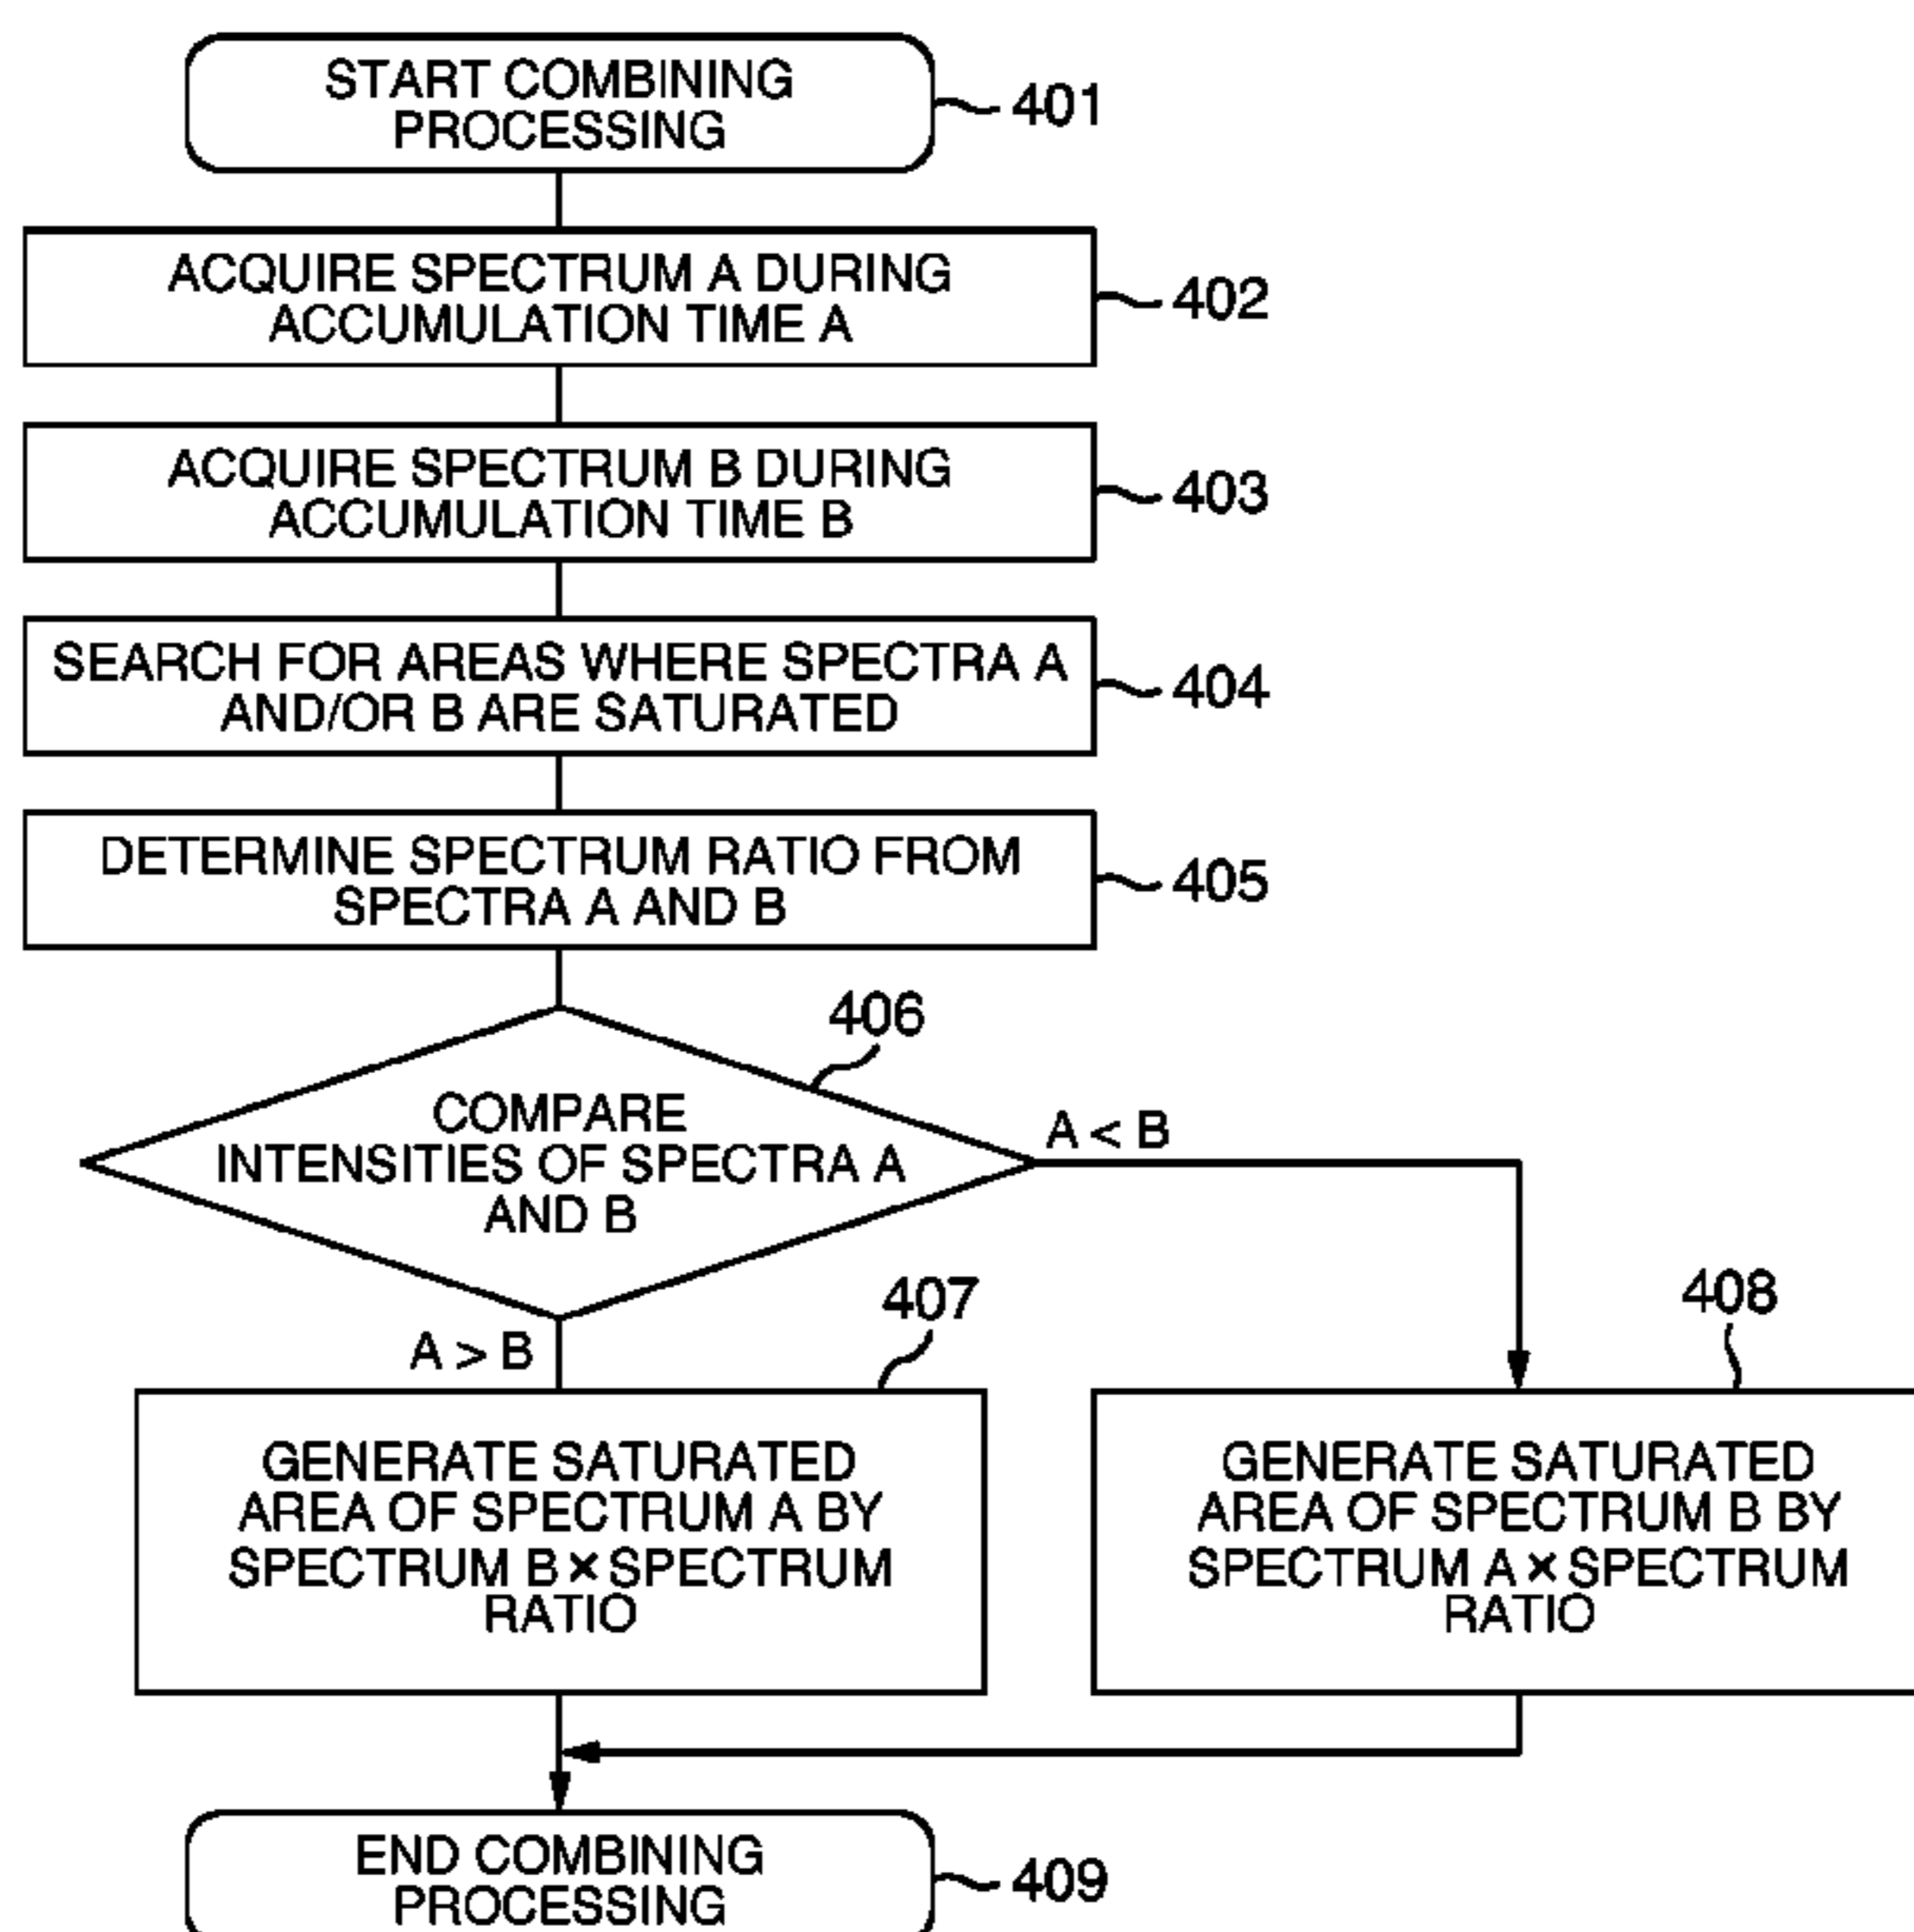 START COMBINING
PROCESSING
401
ACQUIRE SPECTRUM A DURING
ACCUMULATION TIME A
402
ACQUIRE SPECTRUM B DURING
ACCUMULATION TIME B
403
SEARCH FOR AREAS WHERE SPECTRA A
AND/OR B ARE SATURATED
404
DETERMINE SPECTRUM RATIO FROM
SPECTRA A AND B
405
406
COMPARE
INTENSITIES OF SPECTRA A
AND B
A < B
A > B
407
GENERATE SATURATED
AREA OF SPECTRUM A BY
SPECTRUM B × SPECTRUM
RATIO
408
GENERATE SATURATED
AREA OF SPECTRUM B BY
SPECTRUM A × SPECTRUM
RATIO
END COMBINING
PROCESSING
409